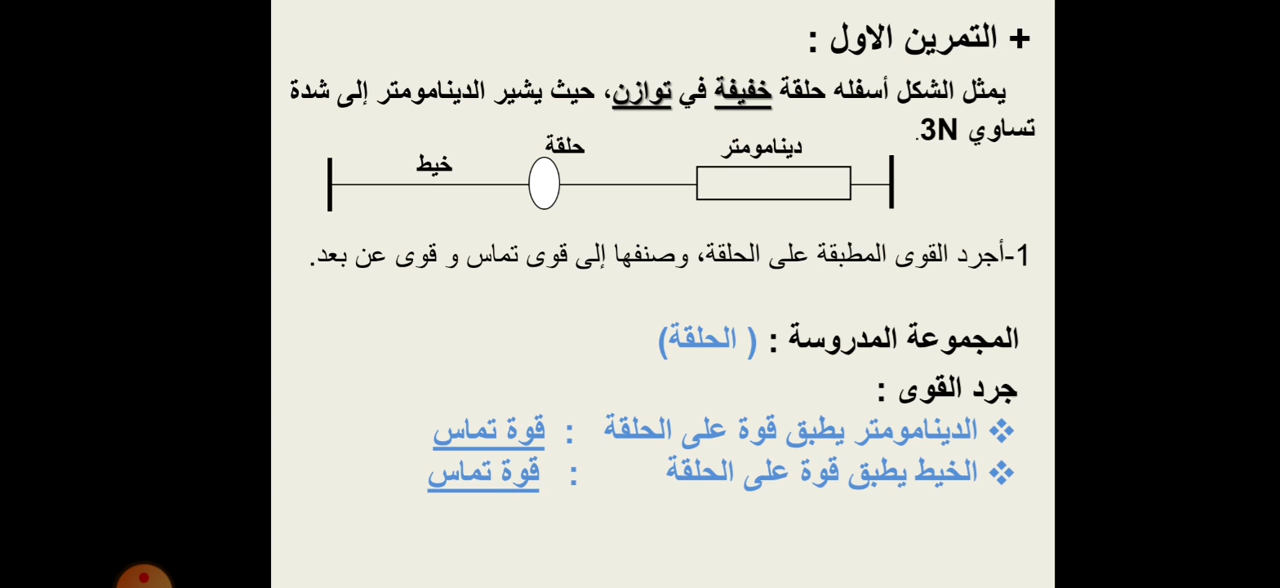 + التمرين الاول :
يمثل الشكل أسفله حلقة خفيفة في توازن، حيث يشير الدينامومتر إلى شدة
تساوي 3N.
دينامومتر
حلقة
خيط
1-أجرد القوى المطبقة على الحلقة، وصنفها إلى قوى تماس و قوى عن بعد.
المجموعة المدروسة : ( الحلقة)
جرد القوى :
❖ الدينامومتر يطبق قوة على الحلقة : قوة تماس
❖ الخيط يطبق قوة على الحلقة : قوة تماس